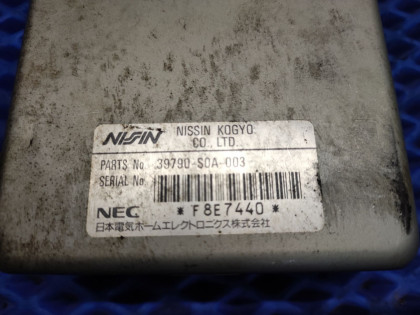 NISSIN NISSIN KOGYO.
CO., LTD.
PARTS No 39790-S0A-003
SERIAL No
NEC * F8E7440 *
日本電気ホームエレクトロニクス株式会社